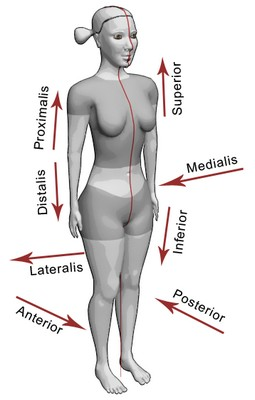 Superior
Proximalis
Medialis
Distalis
Inferior
Lateralis
Anterior
Posterior